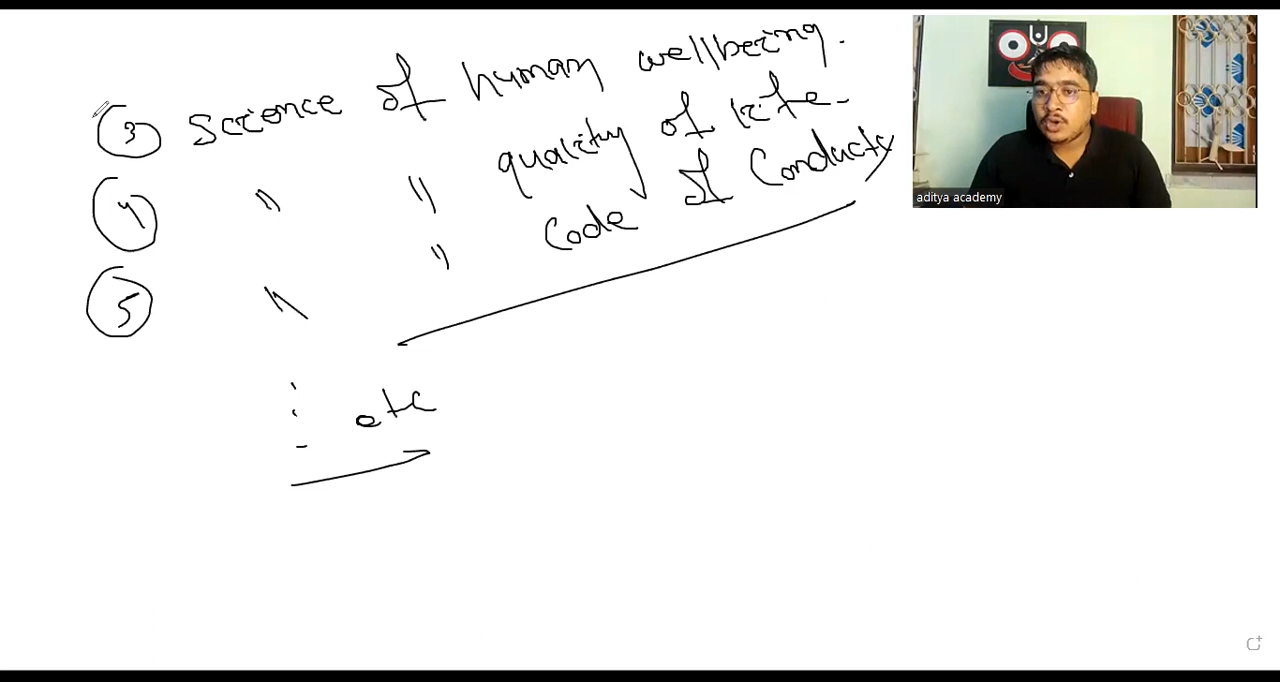 3 Science of human wellbeing.
4 " " quality of Life-
5 " " Code of Conducts
etc
aditya academy